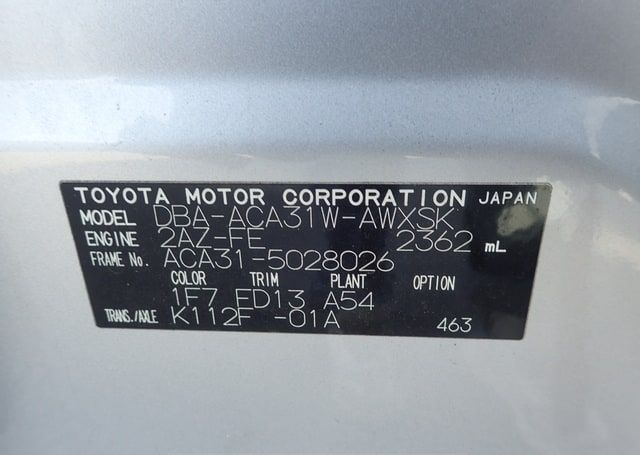 TOYOTA MOTOR CORPORATION JAPAN
MODEL DBA-ACA31W-AWXSK
ENGINE 2AZ-FE 2362 mL
FRAME No. ACA31-5028026
COLOR TRIM PLANT OPTION
1F7 FD13 A54
TRANS./AXLE K112F -01A 463